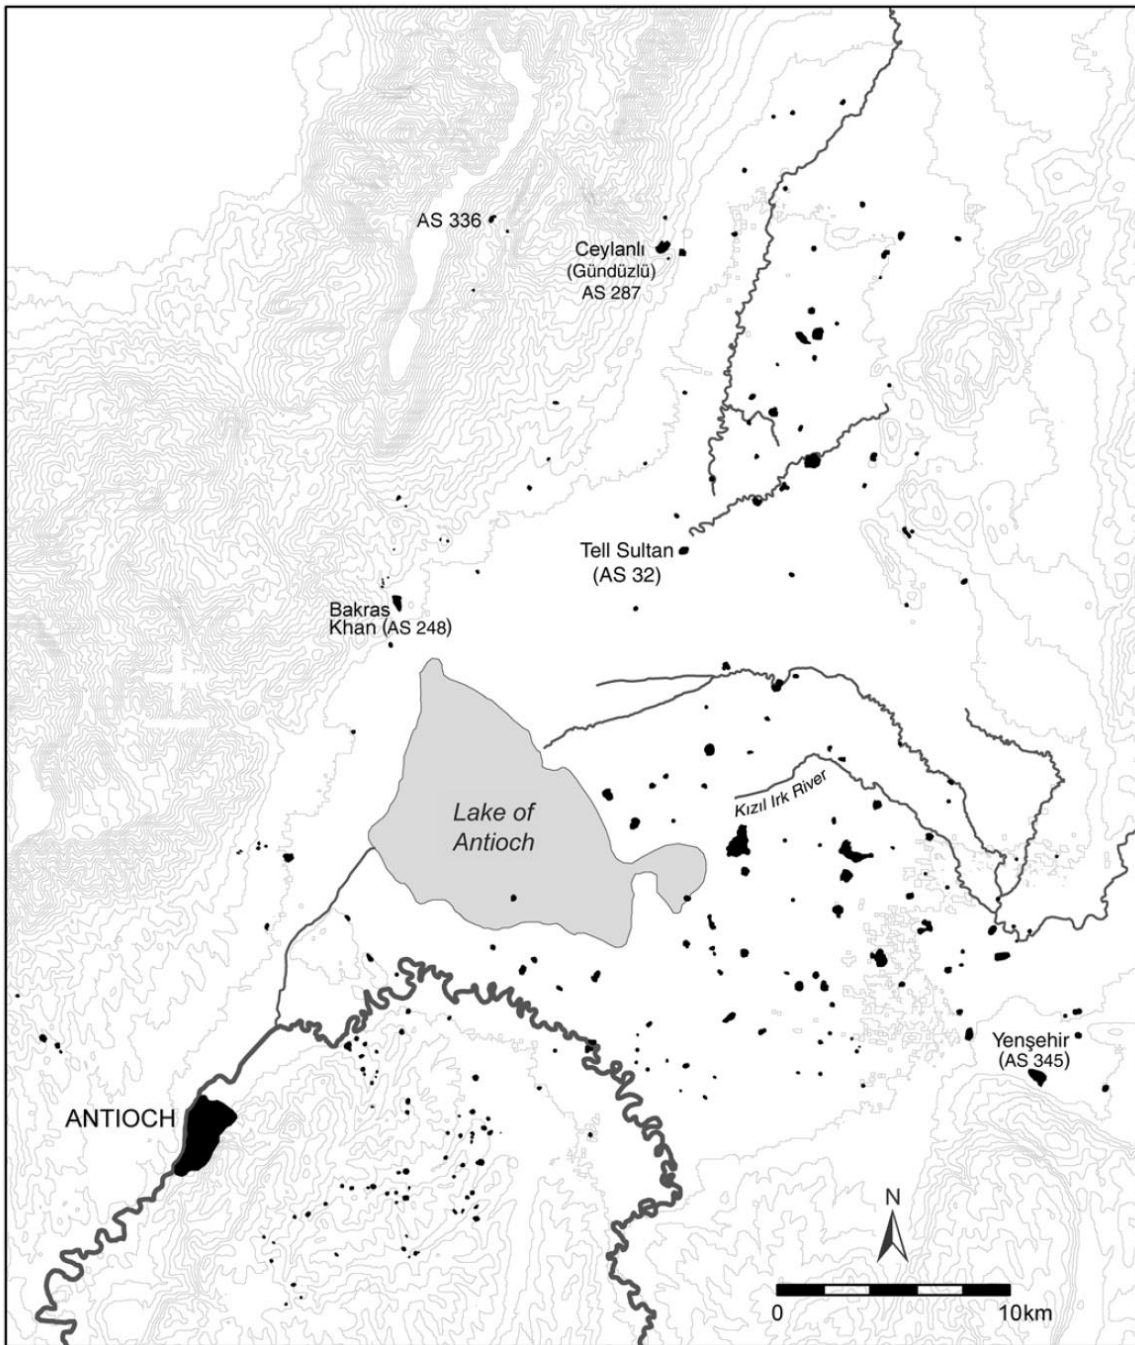 AS 336
Ceylanlı
(Gündüzlü)
AS 287
Tell Sultan
(AS 32)
Bakras
Khan (AS 248)
Lake of
Antioch
Kızıl Irk River
Yenşehir
(AS 345)
ANTIOCH
N
0 10km